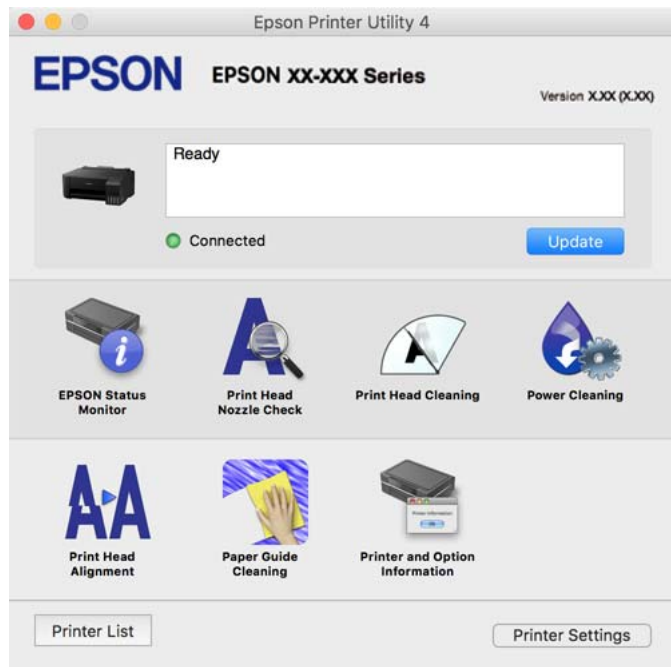 Epson Printer Utility 4
EPSON
EPSON XX-XXX Series
Version X.XX (X.XX)
Ready
Connected
Update
EPSON Status
Monitor
Print Head
Nozzle Check
Print Head Cleaning
Power Cleaning
Print Head
Alignment
Paper Guide
Cleaning
Printer and Option
Information
Printer List
Printer Settings